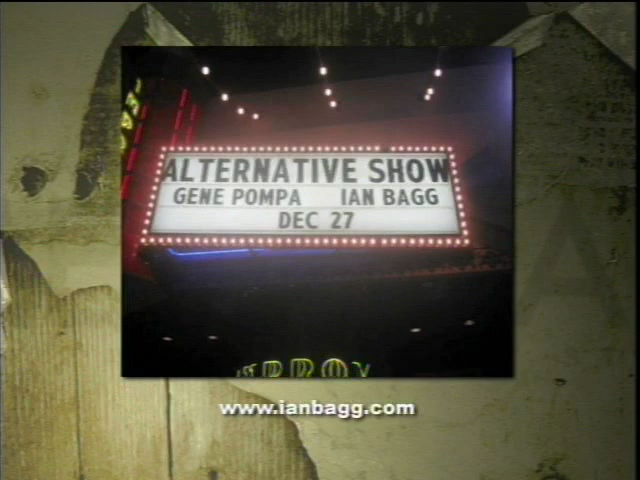 ALTERNATIVE SHOW
GENE POMPA IAN BAGG
DEC 27
www.ianbagg.com